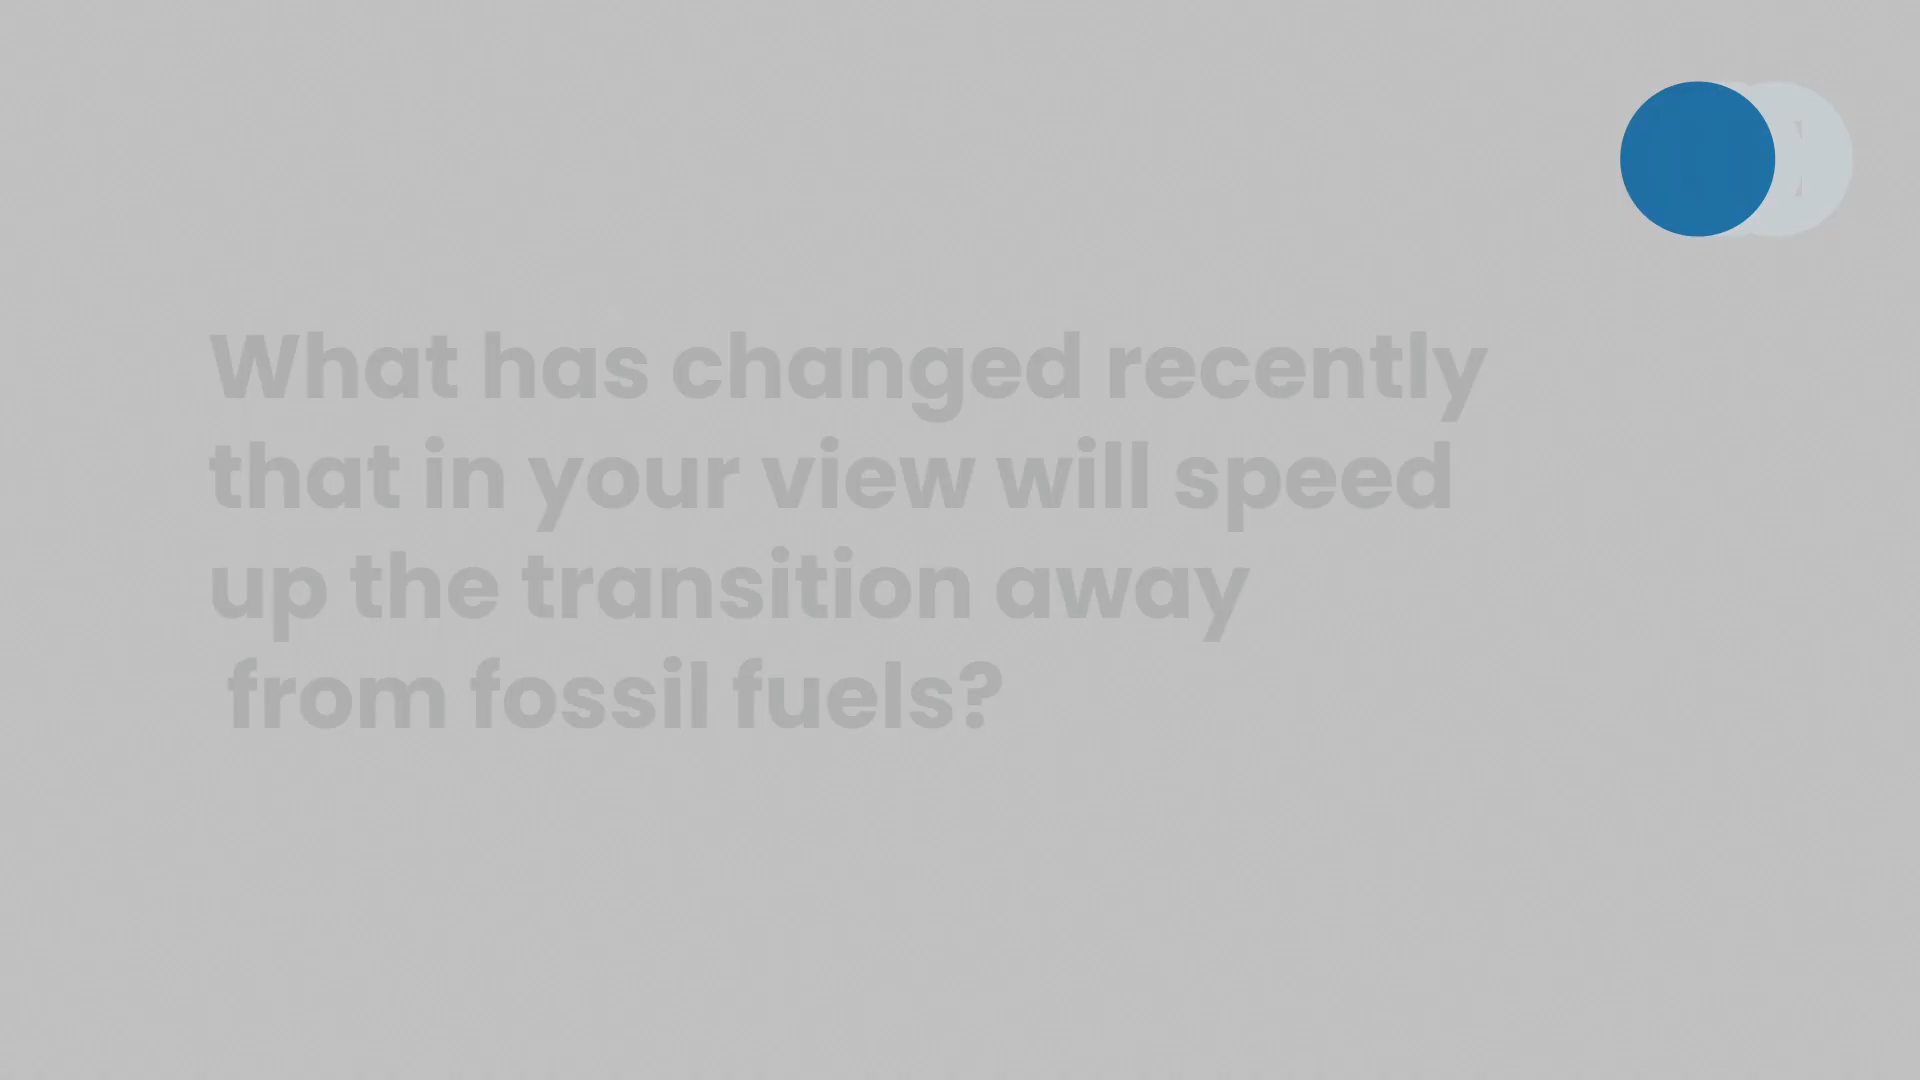 What has changed recently
that in your view will speed
up the transition away
from fossil fuels?